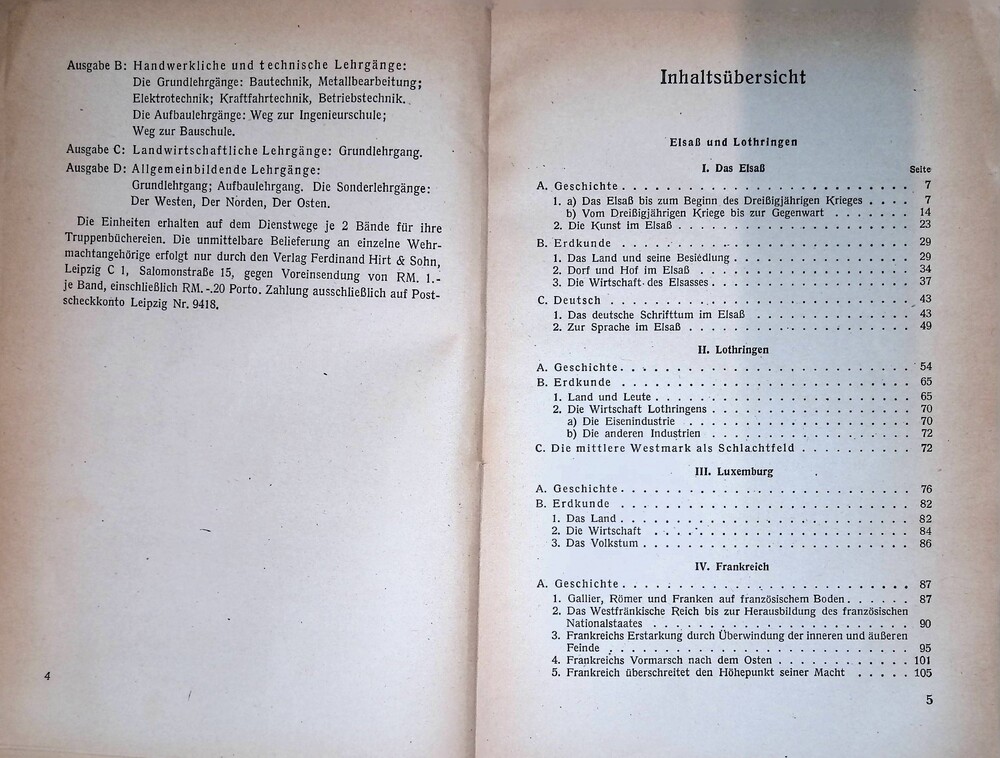 Ausgabe B: Handwerkliche und technische Lehrgänge:
Die Grundlehrgänge: Bautechnik, Metallbearbeitung;
Elektrotechnik; Kraftfahrtechnik, Betriebstechnik.
Die Aufbaulehrgänge: Weg zur Ingenieurschule;
Weg zur Bauschule.
Ausgabe C: Landwirtschaftliche Lehrgänge: Grundlehrgang.
Ausgabe D: Allgemeinbildende Lehrgänge:
Grundlehrgang; Aufbaulehrgang. Die Sonderlehrgänge:
Der Westen, Der Norden, Der Osten.
Die Einheiten erhalten auf dem Dienstwege je 2 Bände für ihre
Truppenbüchereien. Die unmittelbare Belieferung an einzelne Wehr-
machtangehörige erfolgt nur durch den Verlag Ferdinand Hirt & Sohn,
Leipzig C 1, Salomonstraße 15, gegen Voreinsendung von RM. 1.-
je Band, einschließlich RM. -.20 Porto. Zahlung ausschließlich auf Post-
scheckkonto Leipzig Nr. 9418.
4
Inhaltsübersicht
Elsaß und Lothringen
I. Das Elsaß Seite
A. Geschichte . . . . . . . . . . 7
1. a) Das Elsaß bis zum Beginn des Dreißigjährigen Krieges . . . . 7
b) Vom Dreißigjährigen Kriege bis zur Gegenwart . . . . . . . 14
2. Die Kunst im Elsaß . . . . . . . . . . 23
B. Erdkunde . . . . . . . . . . 29
1. Das Land und seine Besiedlung . . . . . . . . . . 29
2. Dorf und Hof im Elsaß . . . . . . . . . . 34
3. Die Wirtschaft des Elsasses . . . . . . . . . . 37
C. Deutsch . . . . . . . . . . 43
1. Das deutsche Schrifttum im Elsaß . . . . . . . . . . 43
2. Zur Sprache im Elsaß . . . . . . . . . . 49
II. Lothringen
A. Geschichte . . . . . . . . . . 54
B. Erdkunde . . . . . . . . . . 65
1. Land und Leute . . . . . . . . . . 65
2. Die Wirtschaft Lothringens . . . . . . . . . . 70
a) Die Eisenindustrie . . . . . . . . . . 70
b) Die anderen Industrien . . . . . . . . . . 72
C. Die mittlere Westmark als Schlachtfeld . . . . . . . . 72
III. Luxemburg
A. Geschichte . . . . . . . . . . 76
B. Erdkunde . . . . . . . . . . 82
1. Das Land . . . . . . . . . . 82
2. Die Wirtschaft . . . . . . . . . . 84
3. Das Volkstum . . . . . . . . . . 86
IV. Frankreich
A. Geschichte . . . . . . . . . . 87
1. Gallier, Römer und Franken auf französischem Boden . . . . . . 87
2. Das Westfränkische Reich bis zur Herausbildung des französischen
Nationalstaates . . . . . . . . . . 90
3. Frankreichs Erstarkung durch Überwindung der inneren und äußeren
Feinde . . . . . . . . . . 95
4. Frankreichs Vormarsch nach dem Osten . . . . . . . . . . 101
5. Frankreich überschreitet den Höhepunkt seiner Macht . . . . . 105
5